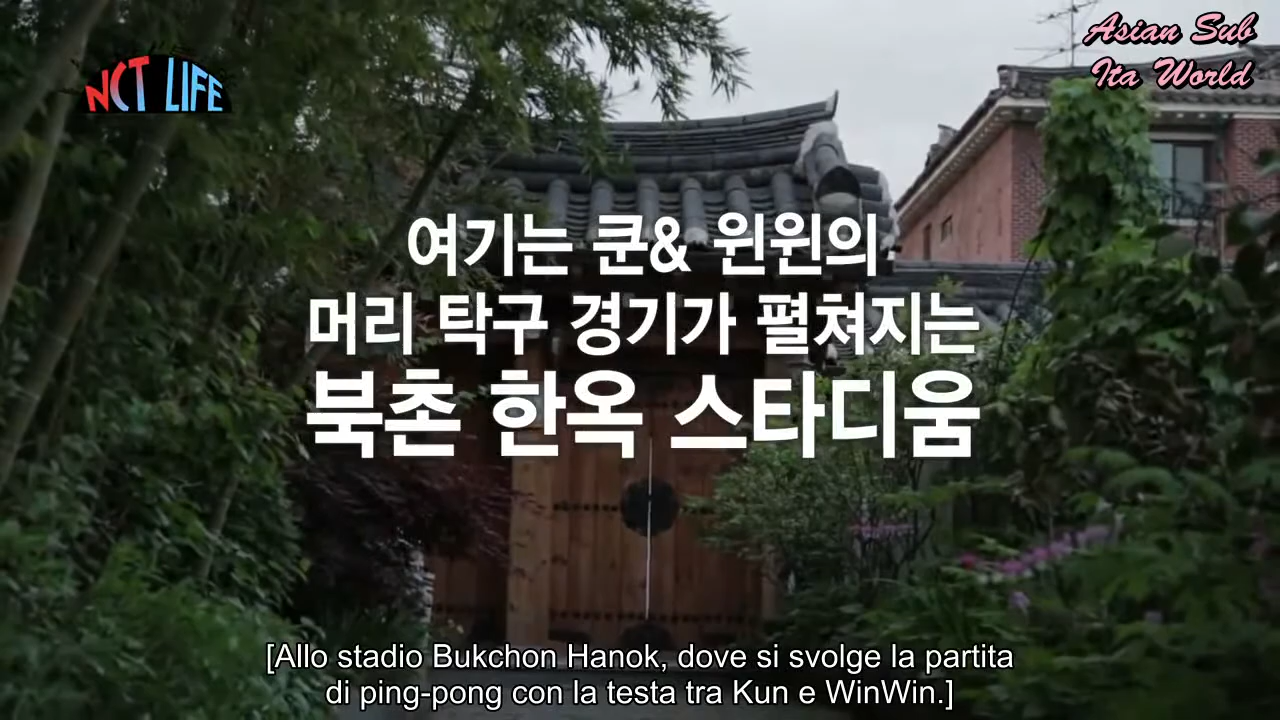 NCT LIFE
Asian Sub
Ita World
여기는 쿤& 윈윈의
머리 탁구 경기가 펼쳐지는
북촌 한옥 스타디움
[Allo stadio Bukchon Hanok, dove si svolge la partita
di ping-pong con la testa tra Kun e WinWin.]